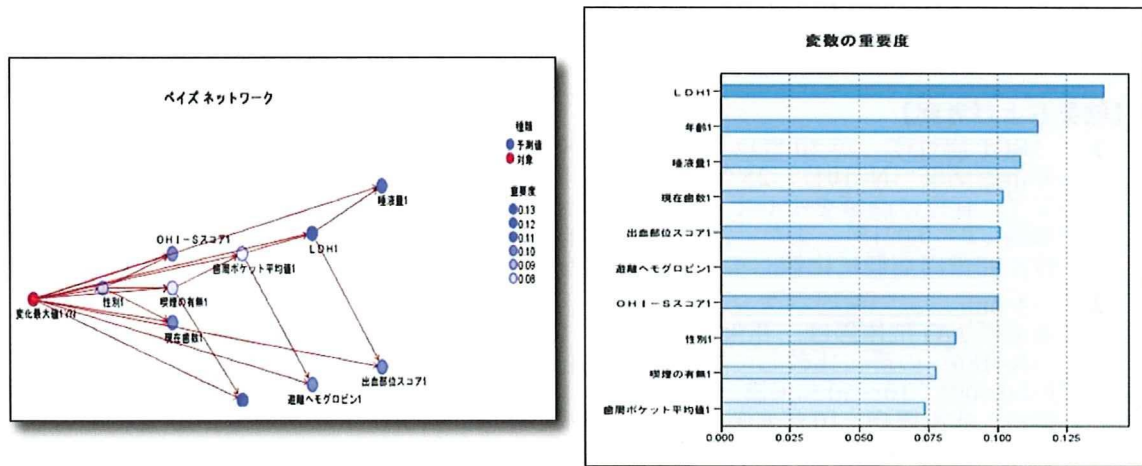 ベイズ ネットワーク
種類
予測値
対象
重要度
0.13
0.12
0.11
0.10
0.09
0.08
唾液量1
OHI-Sスコア1
LDH1
歯周ポケット平均値1
性別1
喫煙の有無1
現在歯数1
出血部位スコア1
遊離ヘモグロビン1
変数の重要度
LDH1
年齢1
唾液量1
現在歯数1
出血部位スコア1
遊離ヘモグロビン1
OHI-Sスコア1
性別1
喫煙の有無1
歯周ポケット平均値1
0.000 0.025 0.050 0.075 0.100 0.125